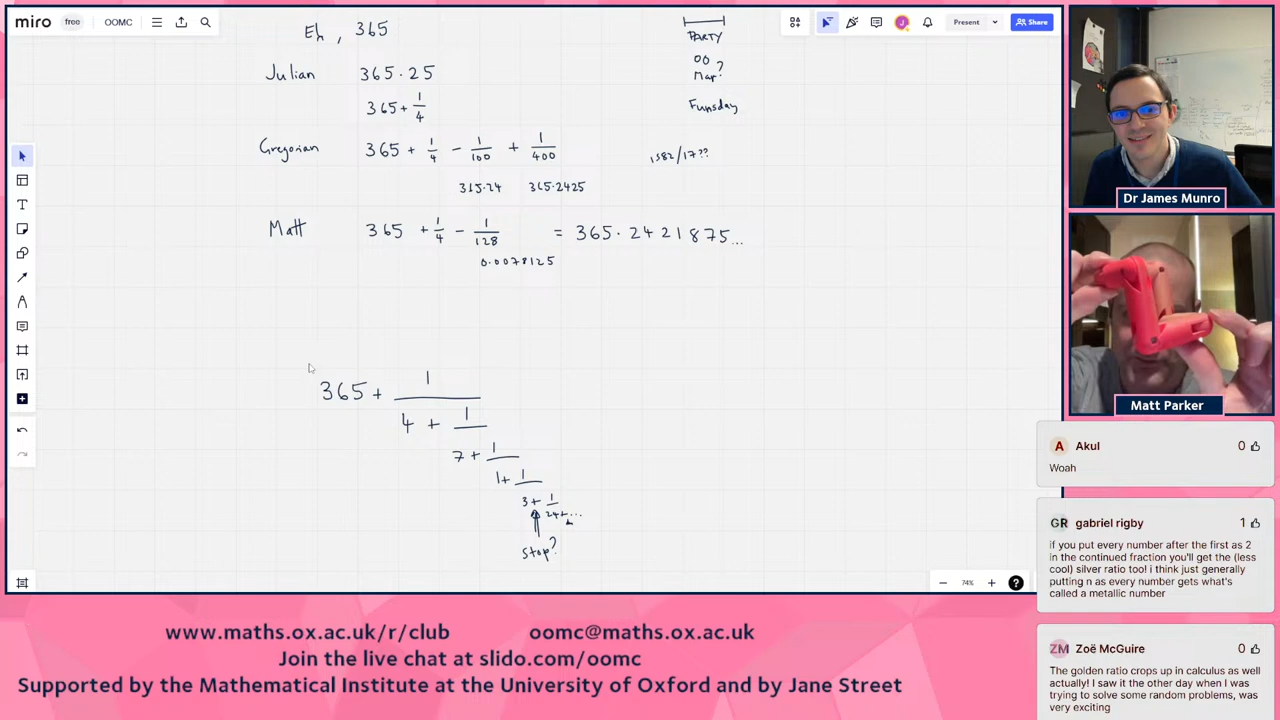 miro free OOMC Present Share
Eh, 365
PARTY
00 Mar?
Funsday
Julian 365.25
365 + 1/4
Gregorian 365 + 1/4 - 1/100 + 1/400
1582/17??
365.24 365.2425
Matt 365 + 1/4 - 1/128 = 365.2421875...
0.0078125
365 + 1
4 + 1
7 + 1
1 + 1
3 + 1
24+...
stop?
74%
Dr James Munro
Matt Parker
A Akul 0
Woah
GR gabriel rigby 1
if you put every number after the first as 2
in the continued fraction you'll get the (less
cool) silver ratio too! i think just generally
putting n as every number gets what's
called a metallic number
ZM Zoë McGuire 0
The golden ratio crops up in calculus as well
actually! I saw it the other day when I was
trying to solve some random problems, was
very exciting
www.maths.ox.ac.uk/r/club oomc@maths.ox.ac.uk
Join the live chat at slido.com/oomc
Supported by the Mathematical Institute at the University of Oxford and by Jane Street